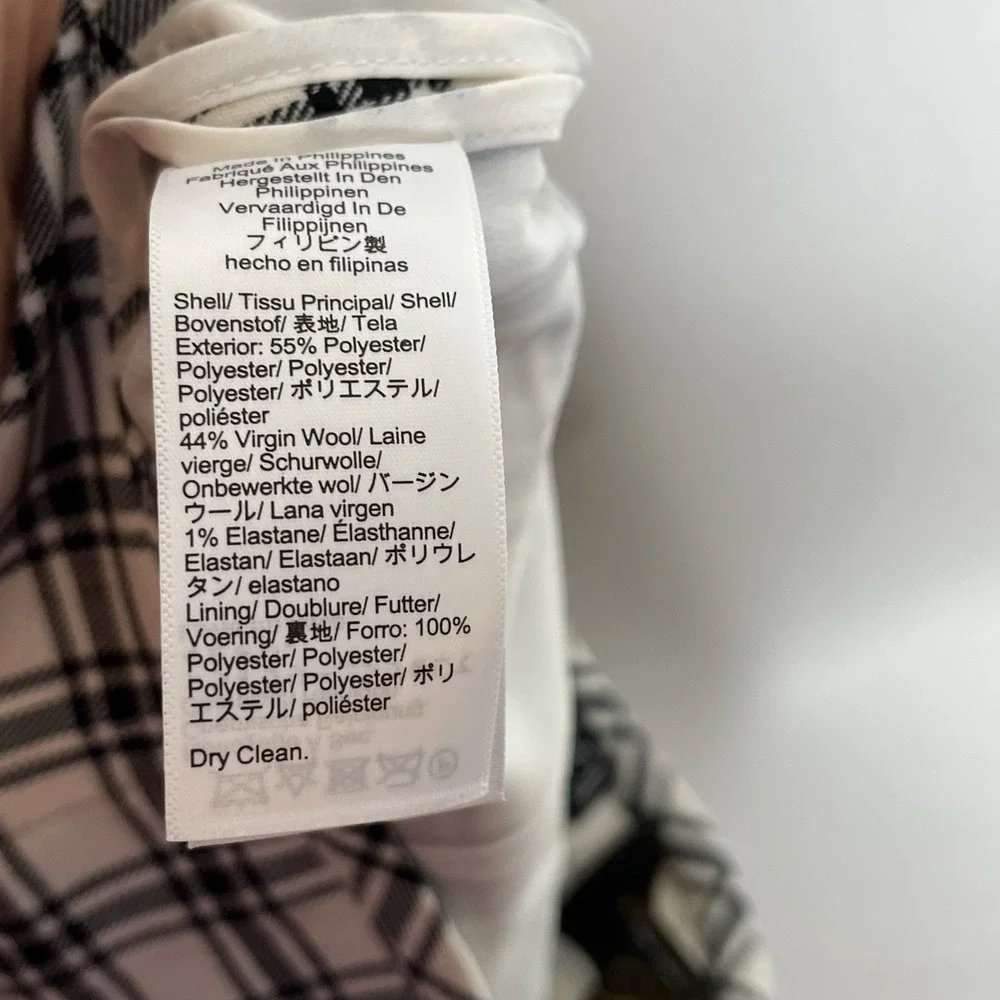 Made In Philippines
Fabriqué Aux Philippines
Hergestellt In Den
Philippinen
Vervaardigd In De
Filippijnen
フィリピン製
hecho en filipinas
Shell/ Tissu Principal/ Shell/
Bovenstof/ 表地/ Tela
Exterior: 55% Polyester/
Polyester/ Polyester/
Polyester/ ポリエステル/
poliéster
44% Virgin Wool/ Laine
vierge/ Schurwolle/
Onbewerkte wol/ バージン
ウール/ Lana virgen
1% Elastane/ Élasthanne/
Elastan/ Elastaan/ ポリウレ
タン/ elastano
Lining/ Doublure/ Futter/
Voering/ 裏地/ Forro: 100%
Polyester/ Polyester/
Polyester/ Polyester/ ポリ
エステル/ poliéster
Dry Clean.